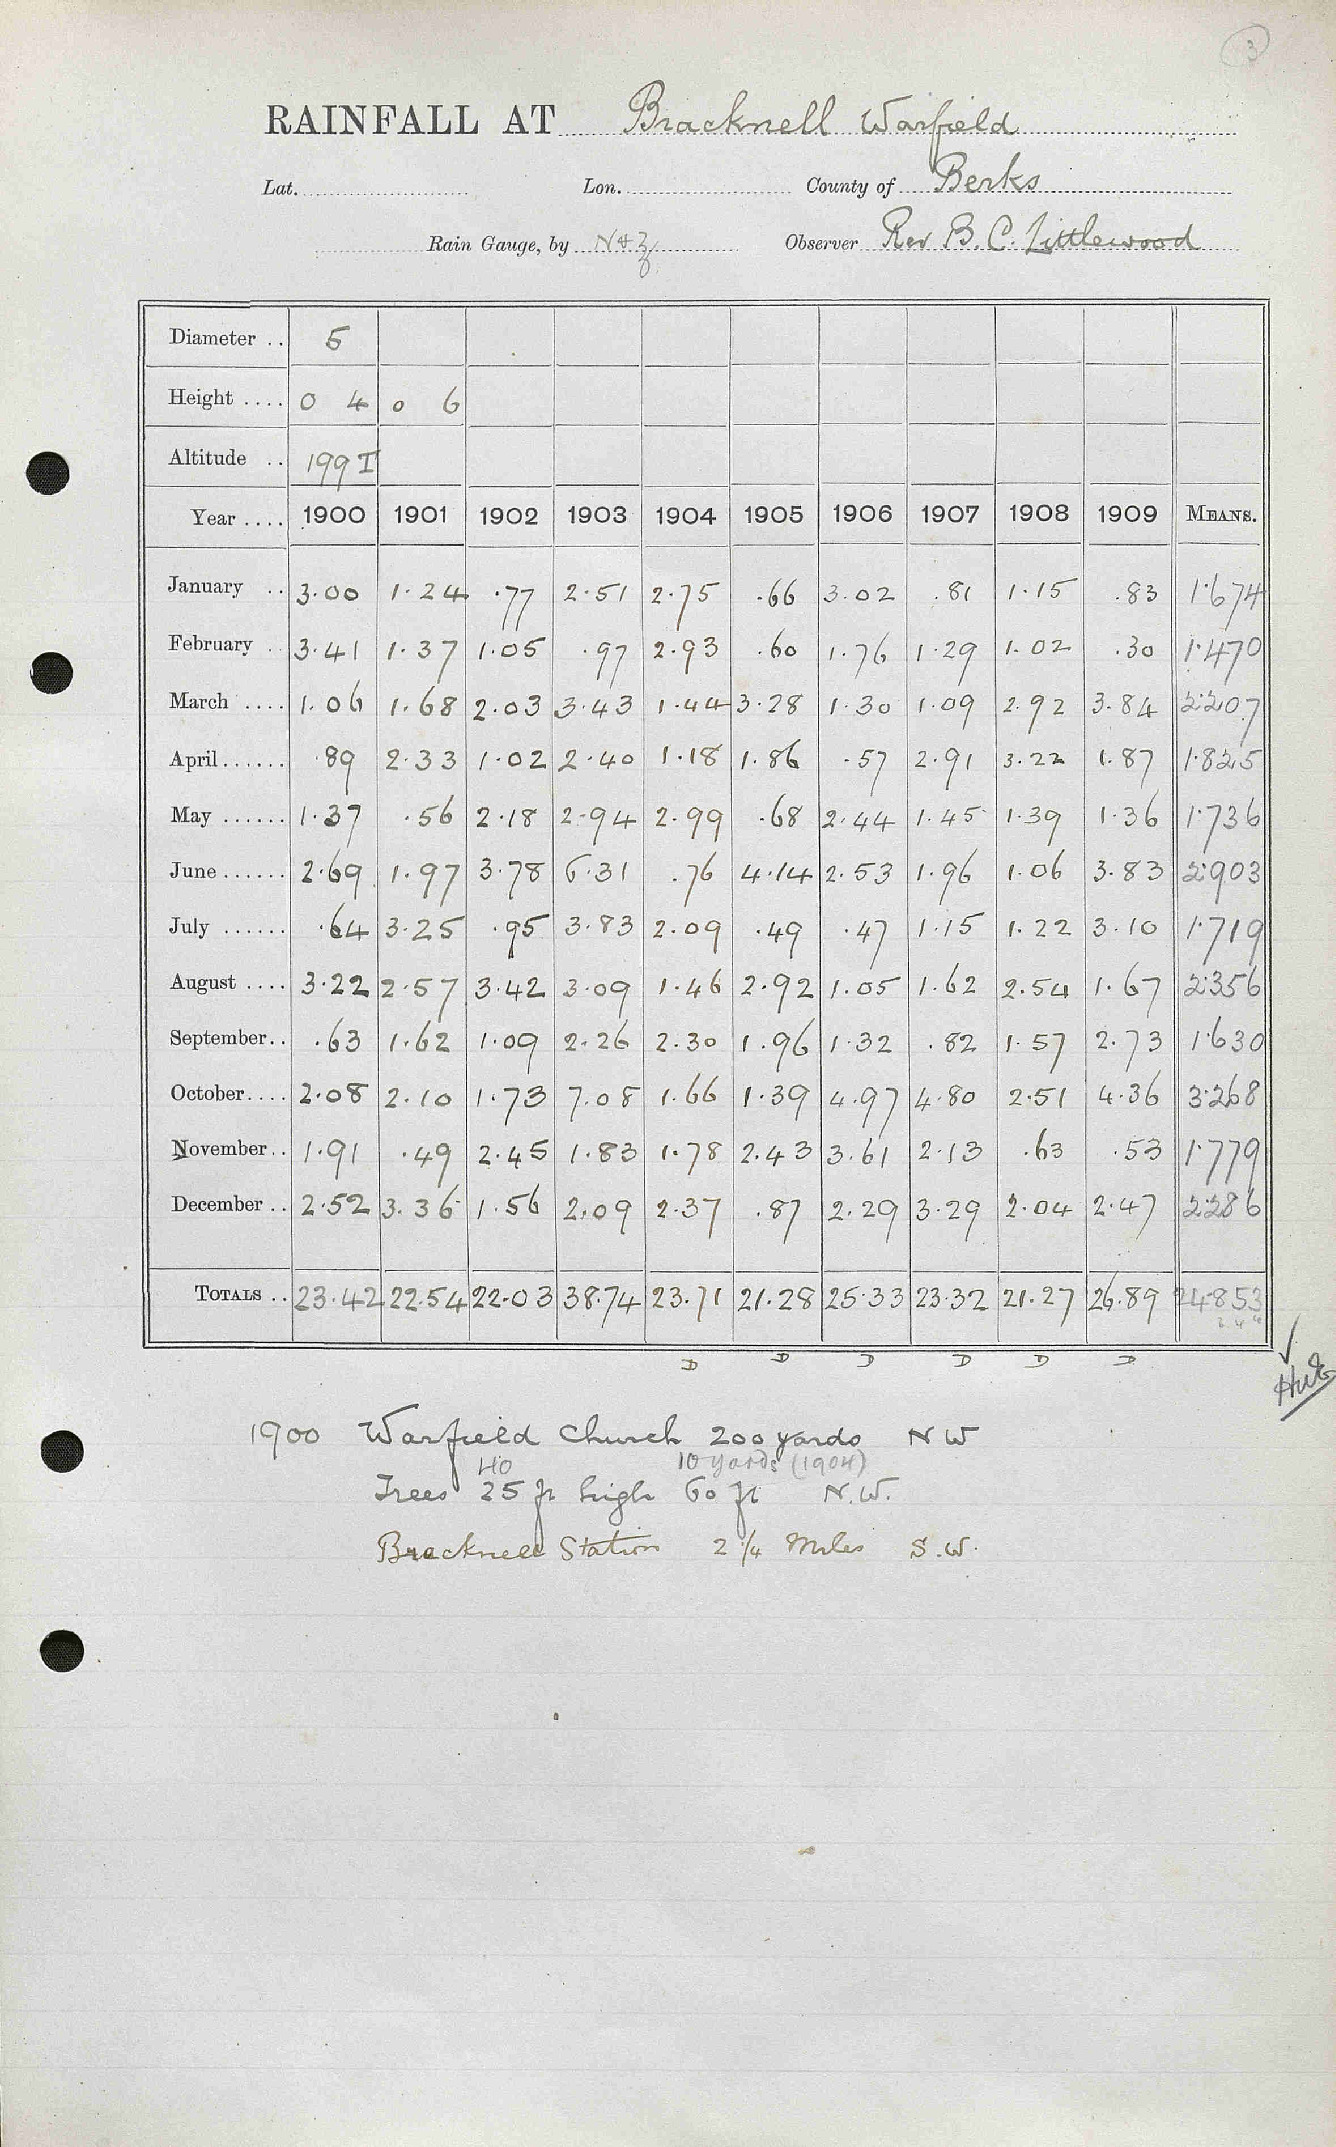 3
RAINFALL AT Bracknell Warfield
Lat. Lon. County of Berks
Rain Gauge, by N & Z Observer Rev B. C. Littlewood
Diameter .. 5
Height .... 0 4 0 6
Altitude .. 199 T
Year .... 1900 1901 1902 1903 1904 1905 1906 1907 1908 1909 MEANS.
January .. 3.00 1.24 .77 2.51 2.75 .66 3.02 .81 1.15 .83 1.674
February .. 3.41 1.37 1.05 .97 2.93 .60 1.76 1.29 1.02 .30 1.470
March .... 1.06 1.68 2.03 3.43 1.44 3.28 1.30 1.09 2.92 3.84 2.207
April ...... .89 2.33 1.02 2.40 1.18 1.86 .57 2.91 3.22 1.87 1.825
May ...... 1.37 .56 2.18 2.94 2.99 .68 2.44 1.45 1.39 1.36 1.736
June ...... 2.69 1.97 3.78 6.31 .76 4.14 2.53 1.96 1.06 3.83 2.903
July ...... .64 3.25 .95 3.83 2.09 .49 .47 1.15 1.22 3.10 1.719
August .... 3.22 2.57 3.42 3.09 1.46 2.92 1.05 1.62 2.54 1.67 2.356
September .. .63 1.62 1.09 2.26 2.30 1.96 1.32 .82 1.57 2.73 1.630
October .... 2.08 2.10 1.73 7.08 1.66 1.39 4.97 4.80 2.51 4.36 3.268
November .. 1.91 .49 2.45 1.83 1.78 2.43 3.61 2.13 .63 .53 1.779
December .. 2.52 3.36 1.56 2.09 2.37 .87 2.29 3.29 2.04 2.47 2.286
TOTALS .. 23.42 22.54 22.03 38.74 23.71 21.28 25.33 23.32 21.27 26.89 24.853
D D D D D D
1900 Warfield Church 200 yards N W
40 10 yards (1904)
Trees 25 ft high 60 ft N.W.
Bracknell Station 2 1/4 Miles S.W.